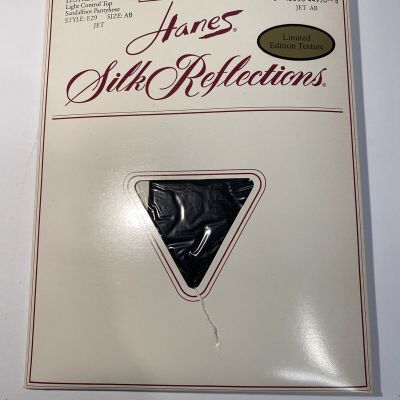 Light Control Top
Sandalfoot Pantyhose
STYLE: E29 SIZE: AB
JET
JET AB
Hanes®
Limited
Edition Texture
Silk Reflections®